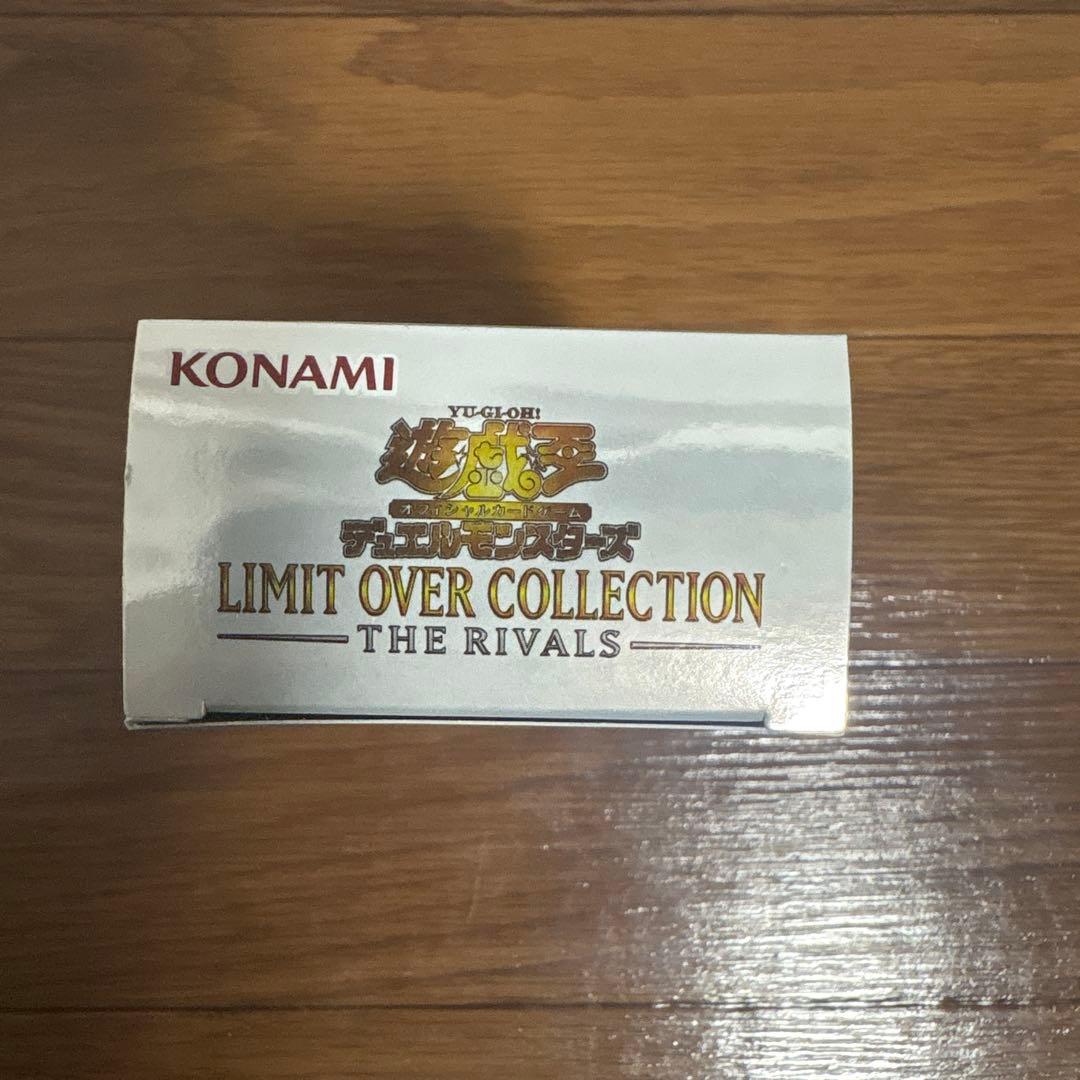 KONAMI
YU-GI-OH!
遊戯王
オフィシャルカードゲーム
デュエルモンスターズ
LIMIT OVER COLLECTION
THE RIVALS